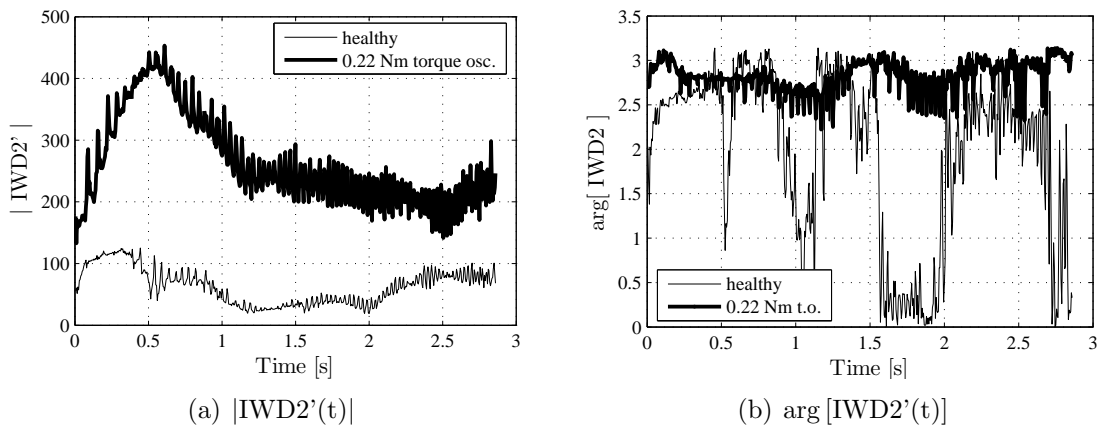 500
400
300
200
100
0
0 0.5 1 1.5 2 2.5 3
| IWD2' |
Time [s]
healthy
0.22 Nm torque osc.
(a) |IWD2'(t)|
3.5
3
2.5
2
1.5
1
0.5
0
0 0.5 1 1.5 2 2.5 3
arg[ IWD2 ]
Time [s]
healthy
0.22 Nm t.o.
(b) arg [IWD2'(t)]